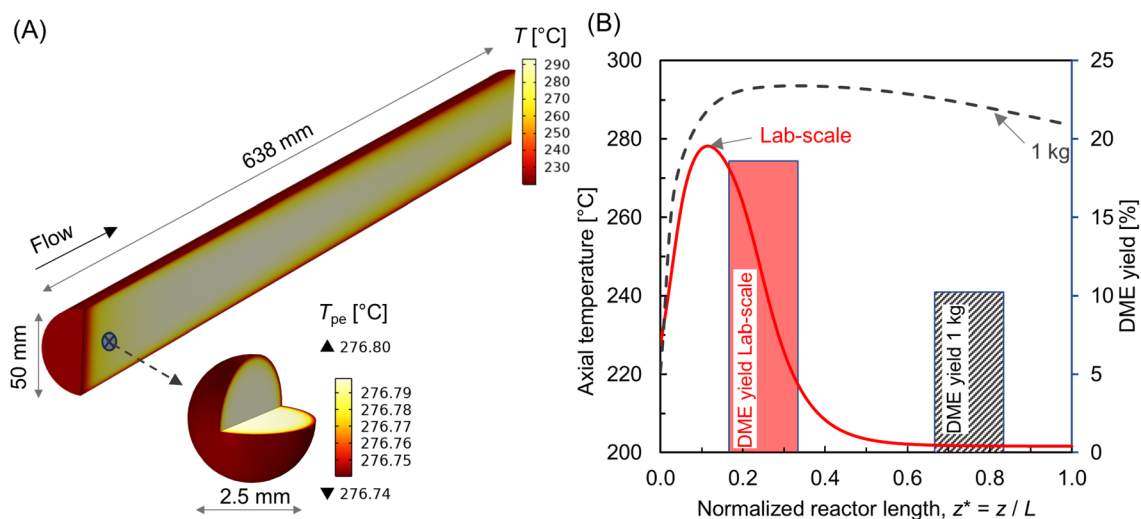 (A)
T [°C]
290
280
270
260
250
240
230
638 mm
Flow
50 mm
Tpe [°C]
▲ 276.80
276.79
276.78
276.77
276.76
276.75
▼ 276.74
2.5 mm
(B)
300
280
260
240
220
200
Axial temperature [°C]
25
20
15
10
5
0
DME yield [%]
Lab-scale
1 kg
DME yield Lab-scale
DME yield 1 kg
0.0 0.2 0.4 0.6 0.8 1.0
Normalized reactor length, z* = z / L